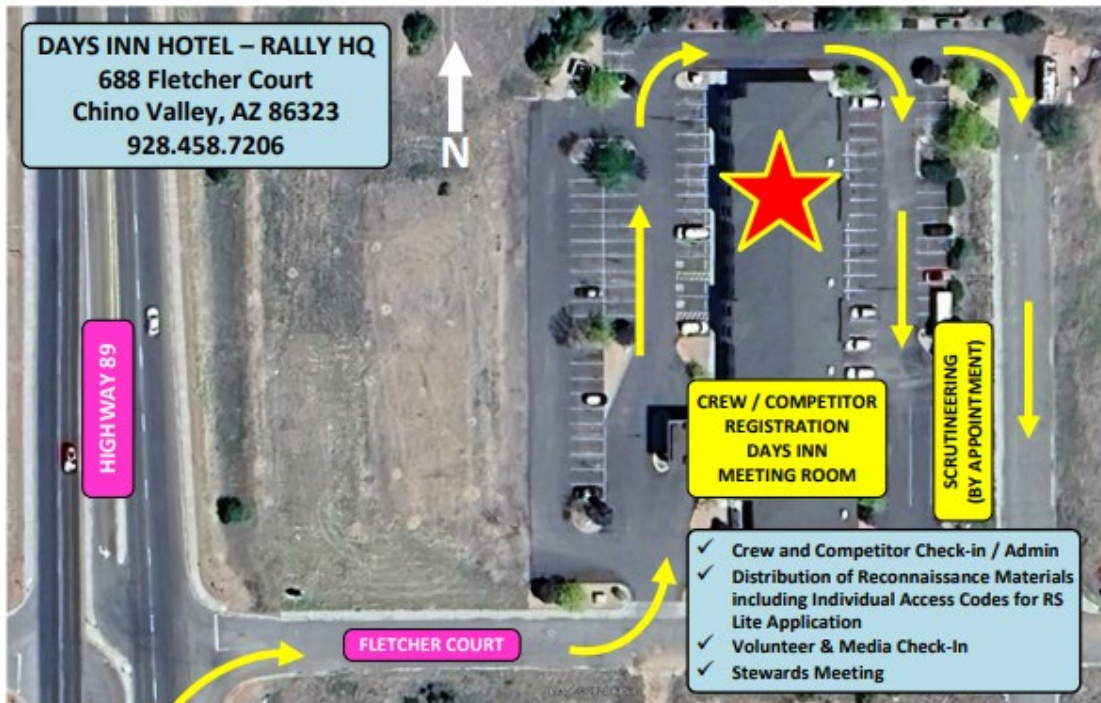 DAYS INN HOTEL – RALLY HQ
688 Fletcher Court
Chino Valley, AZ 86323
928.458.7206
N
HIGHWAY 89
CREW / COMPETITOR
REGISTRATION
DAYS INN
MEETING ROOM
SCRUTINEERING
(BY APPOINTMENT)
✓ Crew and Competitor Check-in / Admin
✓ Distribution of Reconnaissance Materials
including Individual Access Codes for RS
Lite Application
✓ Volunteer & Media Check-In
✓ Stewards Meeting
FLETCHER COURT